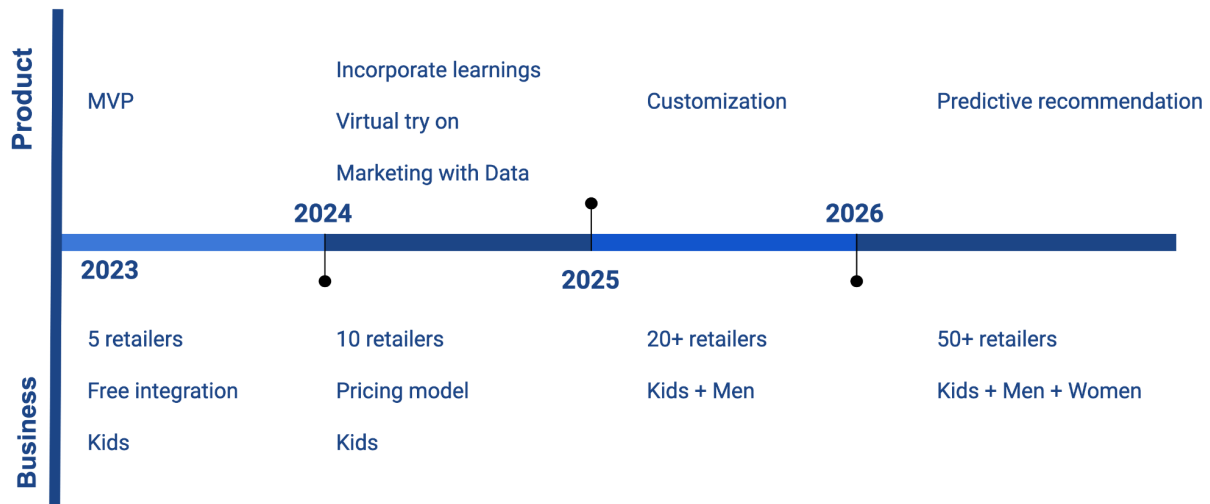 Product
MVP
Incorporate learnings
Virtual try on
Marketing with Data
Customization
Predictive recommendation
2024
2026
2023
2025
Business
5 retailers
Free integration
Kids
10 retailers
Pricing model
Kids
20+ retailers
Kids + Men
50+ retailers
Kids + Men + Women